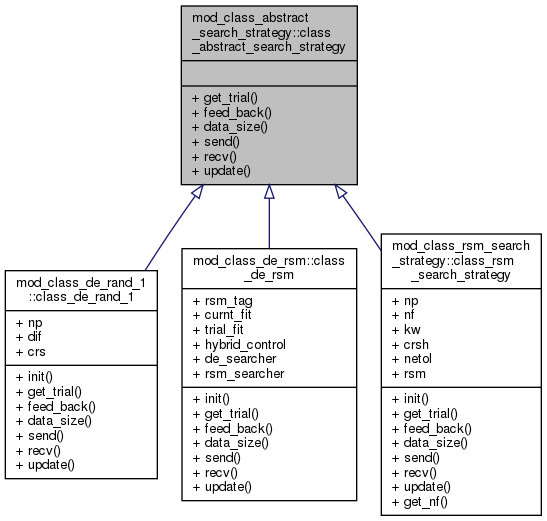 mod_class_abstract
_search_strategy::class
_abstract_search_strategy
+ get_trial()
+ feed_back()
+ data_size()
+ send()
+ recv()
+ update()
mod_class_de_rand_1
::class_de_rand_1
+ np
+ dif
+ crs
+ init()
+ get_trial()
+ feed_back()
+ data_size()
+ send()
+ recv()
+ update()
mod_class_de_rsm::class
_de_rsm
+ rsm_tag
+ curnt_fit
+ trial_fit
+ hybrid_control
+ de_searcher
+ rsm_searcher
+ init()
+ get_trial()
+ feed_back()
+ data_size()
+ send()
+ recv()
+ update()
mod_class_rsm_search
_strategy::class_rsm
_search_strategy
+ np
+ nf
+ kw
+ crsh
+ netol
+ rsm
+ init()
+ get_trial()
+ feed_back()
+ data_size()
+ send()
+ recv()
+ update()
+ get_nf()